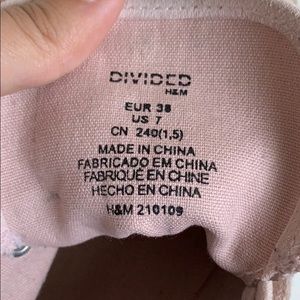 DIVIDED
H&M
EUR 38
US 7
CN 240(1,5)
MADE IN CHINA
FABRICADO EM CHINA
FABRIQUÉ EN CHINE
HECHO EN CHINA
H&M 210109